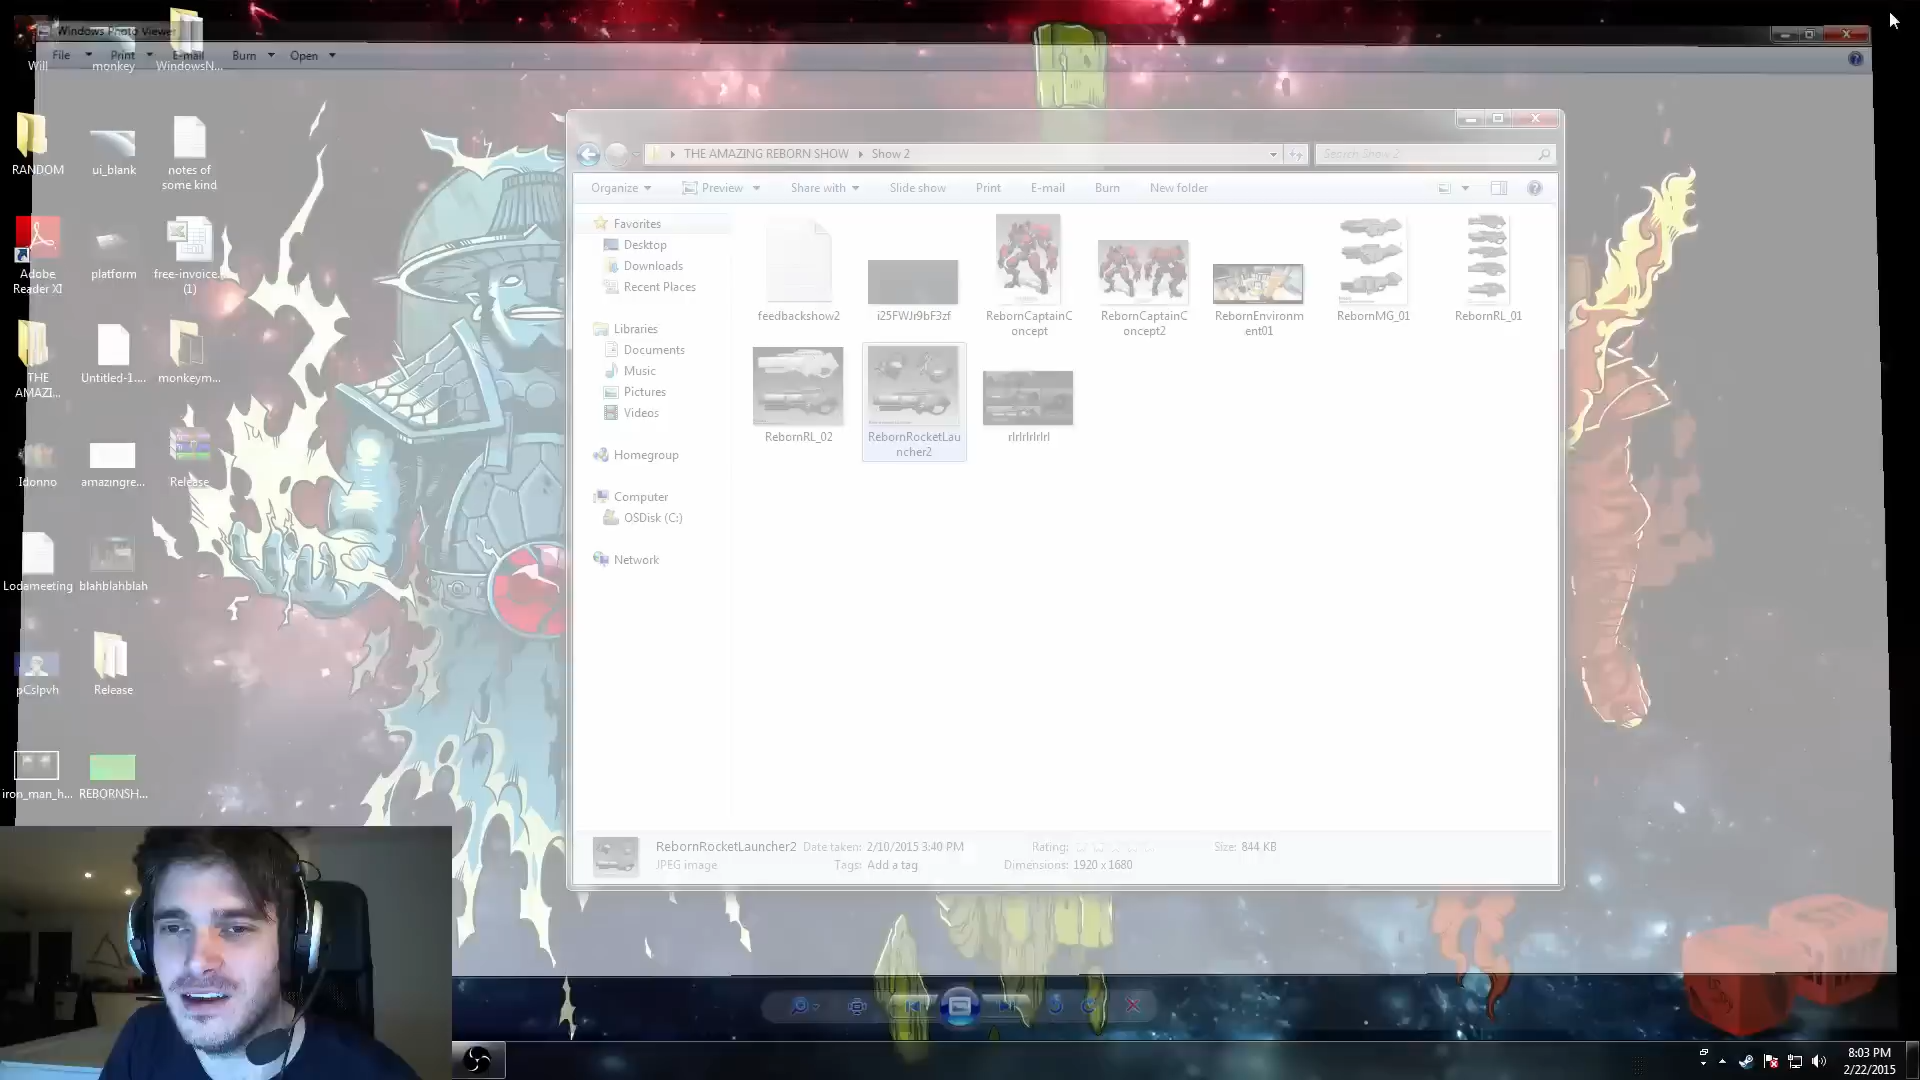 Windows Photo Viewer
File
Print
E-mail
Burn
Open
Will
monkey
WindowsN...
RANDOM
ui_blank
notes of
some kind
Adobe
Reader XI
platform
free-invoice...
(1)
THE
AMAZI...
Untitled-1....
monkeym...
Idonno
amazingre...
Release
Lodameeting
blahblahblah
pCslpvh
Release
iron_man_h...
REBORNSH...
THE AMAZING REBORN SHOW
Show 2
Search Show 2
Organize
Preview
Share with
Slide show
Print
E-mail
Burn
New folder
Favorites
Desktop
Downloads
Recent Places
Libraries
Documents
Music
Pictures
Videos
Homegroup
Computer
OSDisk (C:)
Network
feedbackshow2
i25FWJr9bF3zf
RebornCaptainC
oncept
RebornCaptainC
oncept2
RebornEnvironm
ent01
RebornMG_01
RebornRL_01
RebornRL_02
RebornRocketLau
ncher2
rlrlrlrlrlrl
RebornRocketLauncher2
JPEG image
Date taken: 2/10/2015 3:40 PM
Tags: Add a tag
Rating:
Dimensions: 1920 x 1680
Size: 844 KB
8:03 PM
2/22/2015